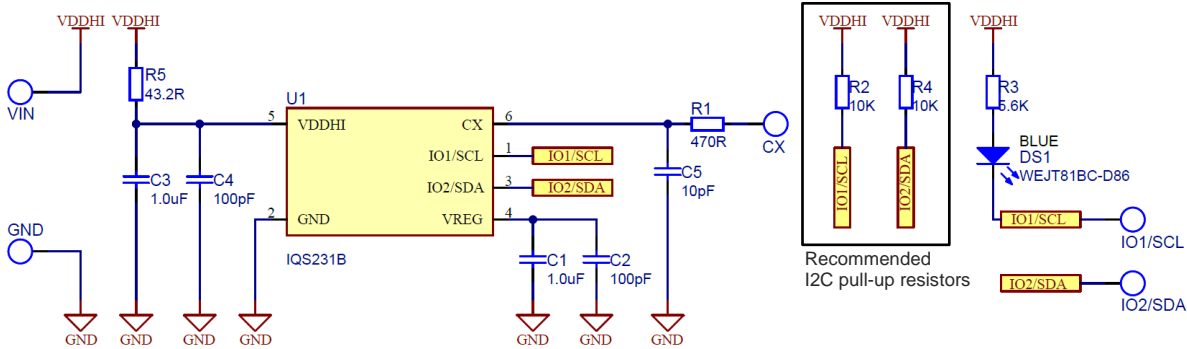 VDDHI
VDDHI
VIN
R5
43.2R
U1
5
VDDHI
CX
6
IO1/SCL
1
IO1/SCL
IO2/SDA
3
IO2/SDA
2
GND
VREG
4
IQS231B
C3
1.0uF
C4
100pF
C1
1.0uF
C2
100pF
R1
470R
CX
C5
10pF
GND
GND
GND
GND
GND
GND
GND
GND
VDDHI
VDDHI
R2
10K
R4
10K
IO1/SCL
IO2/SDA
Recommended
I2C pull-up resistors
VDDHI
R3
5.6K
BLUE
DS1
WEJT81BC-D86
IO1/SCL
IO1/SCL
IO2/SDA
IO2/SDA